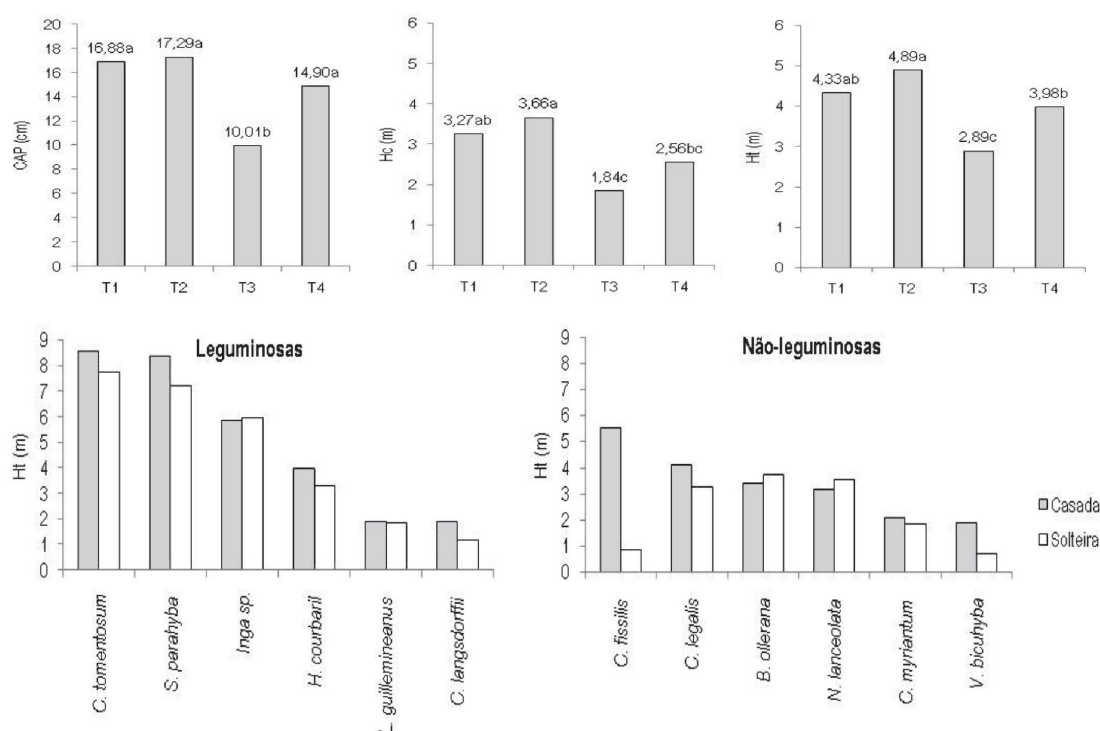 CAP (cm)
20
18
16
14
12
10
8
6
4
2
0
16,88a
17,29a
10,01b
14,90a
T1 T2 T3 T4
Hc (m)
6
5
4
3
2
1
0
3,27ab
3,66a
1,84c
2,56bc
T1 T2 T3 T4
Ht (m)
6
5
4
3
2
1
0
4,33ab
4,89a
2,89c
3,98b
T1 T2 T3 T4
Leguminosas
Ht (m)
9
8
7
6
5
4
3
2
1
0
C. tomentosum
S. parahyba
Inga sp.
H. courbaril
guillemineanus
C. langsdorffii
Não-leguminosas
Ht (m)
9
8
7
6
5
4
3
2
1
0
C. fissilis
C. legalis
B. ollerana
N. lanceolata
C. myriantum
V. bicuhyba
Casada
Solteira